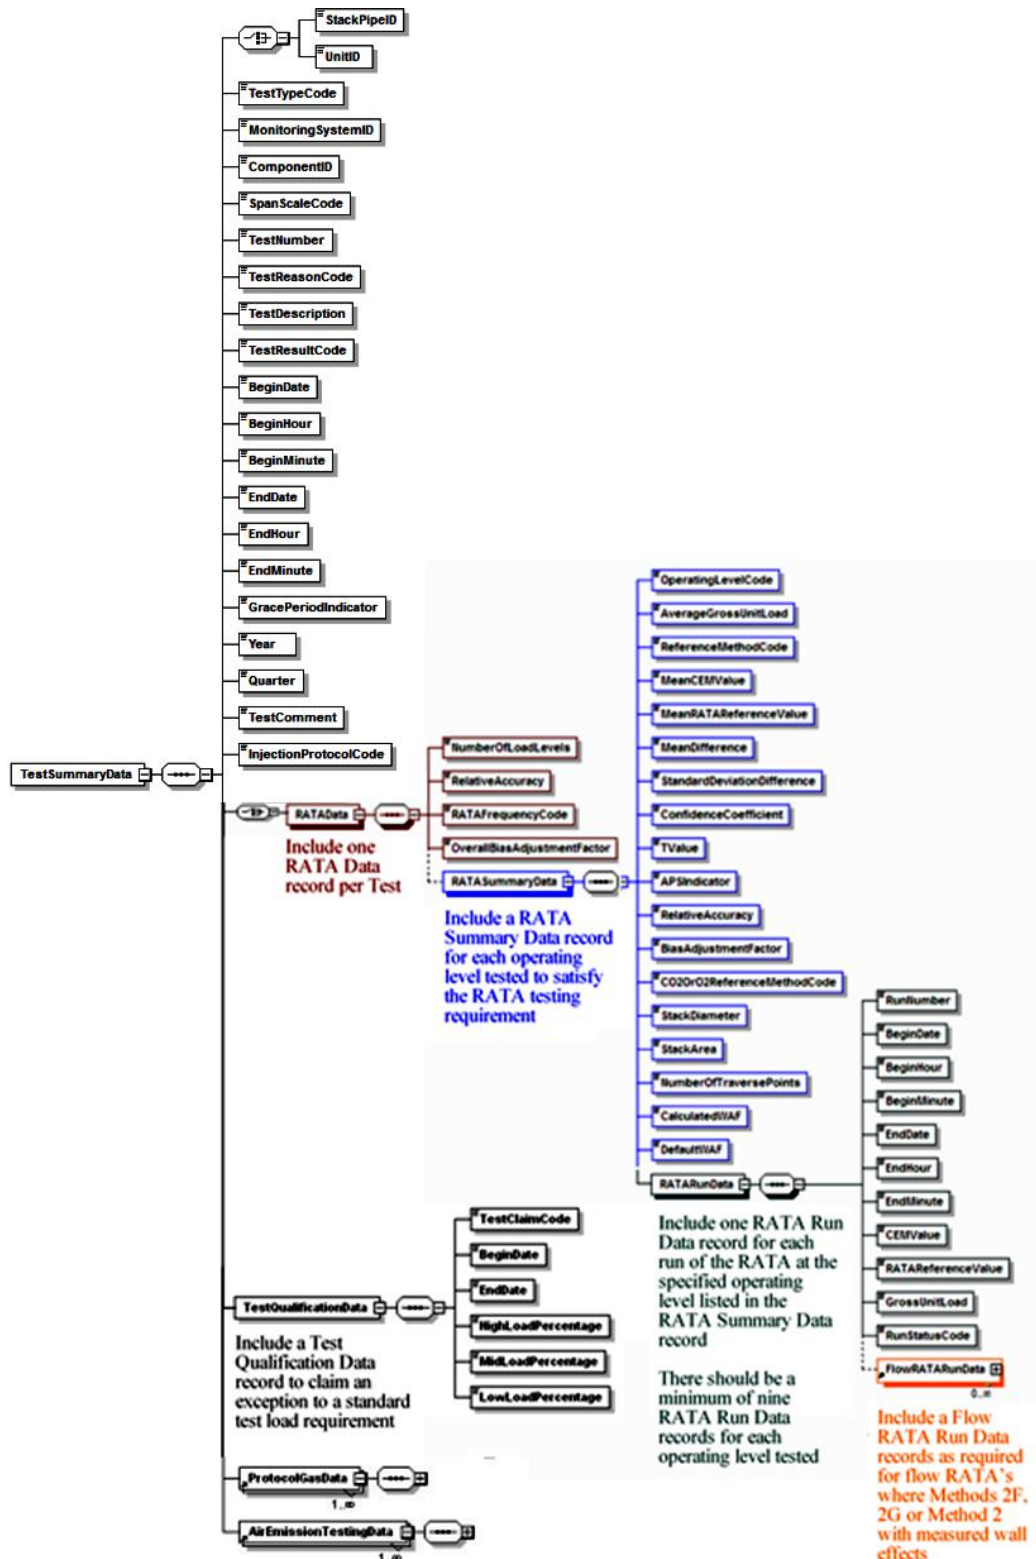 StackPipeID
UnitID
TestTypeCode
MonitoringSystemID
ComponentID
SpanScaleCode
TestNumber
TestReasonCode
TestDescription
TestResultCode
BeginDate
BeginHour
BeginMinute
EndDate
EndHour
EndMinute
GracePeriodIndicator
Year
Quarter
TestComment
InjectionProtocolCode
TestSummaryData
RATAData
Include one
RATA Data
record per Test
NumberOfLoadLevels
RelativeAccuracy
RATAFrequencyCode
OverallBiasAdjustmentFactor
RATASummaryData
Include a RATA
Summary Data record
for each operating
level tested to satisfy
the RATA testing
requirement
OperatingLevelCode
AverageGrossUnitLoad
ReferenceMethodCode
MeanCEMValue
MeanRATAReferenceValue
MeanDifference
StandardDeviationDifference
ConfidenceCoefficient
TValue
APSIndicator
RelativeAccuracy
BiasAdjustmentFactor
CO2OrO2ReferenceMethodCode
StackDiameter
StackArea
NumberOfTraversePoints
CalculatedWAF
DefaultWAF
RATARunData
Include one RATA Run
Data record for each
run of the RATA at the
specified operating
level listed in the
RATA Summary Data
record
There should be a
minimum of nine
RATA Run Data
records for each
operating level tested
RunNumber
BeginDate
BeginHour
BeginMinute
EndDate
EndHour
EndMinute
CEMValue
RATAReferenceValue
GrossUnitLoad
RunStatusCode
FlowRATARunData
0..∞
Include a Flow
RATA Run Data
records as required
for flow RATA's
where Methods 2F,
2G or Method 2
with measured wall
effects
TestQualificationData
Include a Test
Qualification Data
record to claim an
exception to a standard
test load requirement
TestClaimCode
BeginDate
EndDate
HighLoadPercentage
MidLoadPercentage
LowLoadPercentage
ProtocolGasData
1..∞
AirEmissionTestingData
1..∞